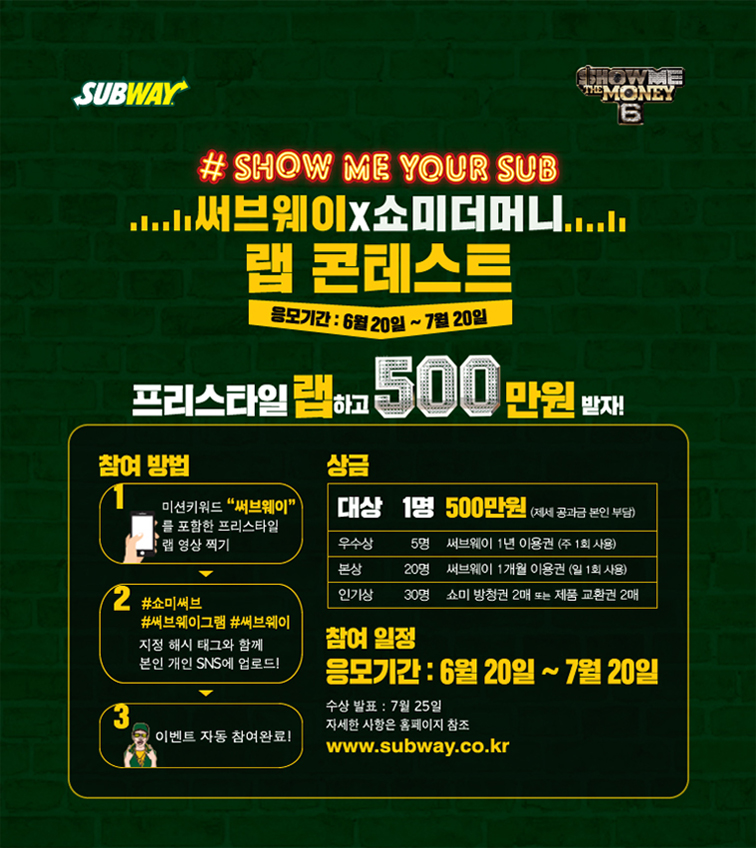 SUBWAY
SHOW ME
THE MONEY
6
# SHOW ME YOUR SUB
써브웨이X쇼미더머니
랩 콘테스트
응모기간 : 6월 20일 ~ 7월 20일
프리스타일 랩하고 500만원 받자!
참여 방법
1
미션키워드 “써브웨이”
를 포함한 프리스타일
랩 영상 찍기
2
#쇼미써브
#써브웨이그램 #써브웨이
지정 해시 태그와 함께
본인 개인 SNS에 업로드!
3
이벤트 자동 참여완료!
상금
대상 1명 500만원 (제세 공과금 본인 부담)
우수상 5명 써브웨이 1년 이용권 (주 1회 사용)
본상 20명 써브웨이 1개월 이용권 (일 1회 사용)
인기상 30명 쇼미 방청권 2매 또는 제품 교환권 2매
참여 일정
응모기간 : 6월 20일 ~ 7월 20일
수상 발표 : 7월 25일
자세한 사항은 홈페이지 참조
www.subway.co.kr